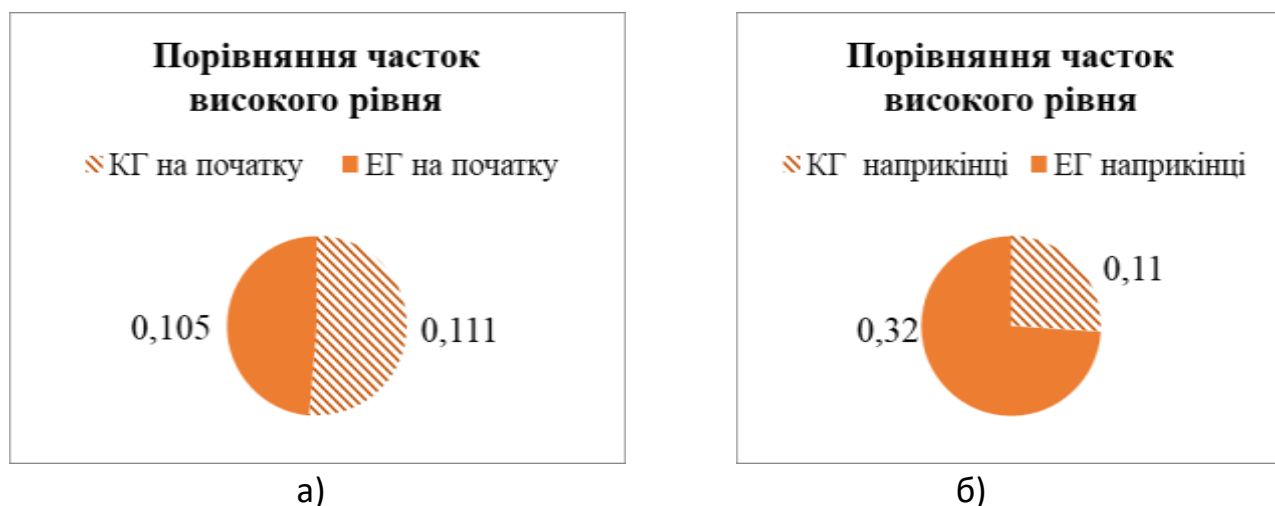 Порівняння часток
високого рівня
КГ на початку ЕГ на початку
0,105 0,111
а)
Порівняння часток
високого рівня
КГ наприкінці ЕГ наприкінці
0,11
0,32
б)